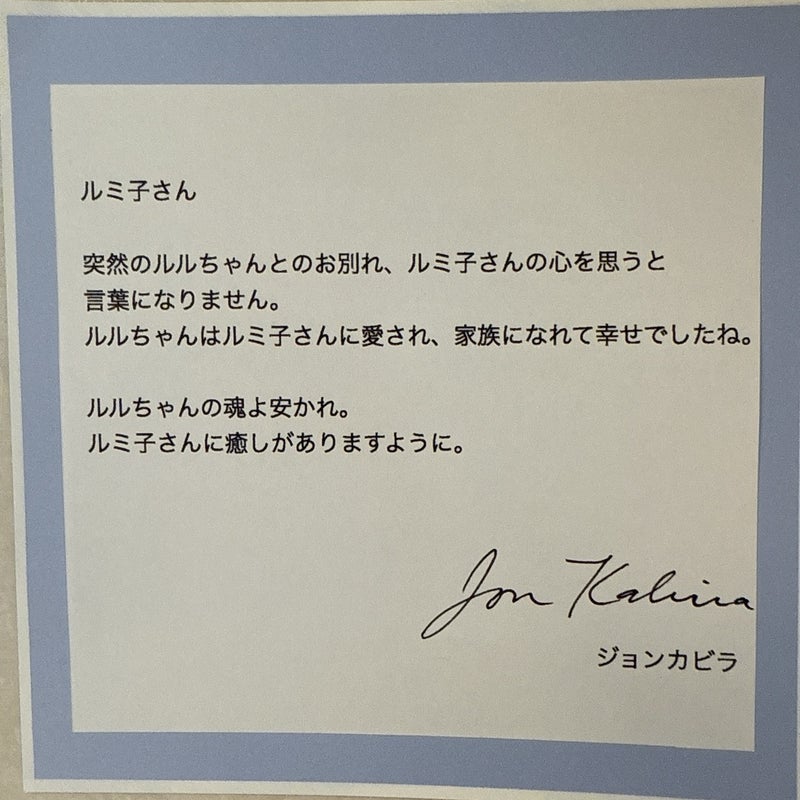 ルミ子さん
突然のルルちゃんとのお別れ、ルミ子さんの心を思うと
言葉になりません。
ルルちゃんはルミ子さんに愛され、家族になれて幸せでしたね。
ルルちゃんの魂よ安かれ。
ルミ子さんに癒しがありますように。
Jon Kabira
ジョンカビラ